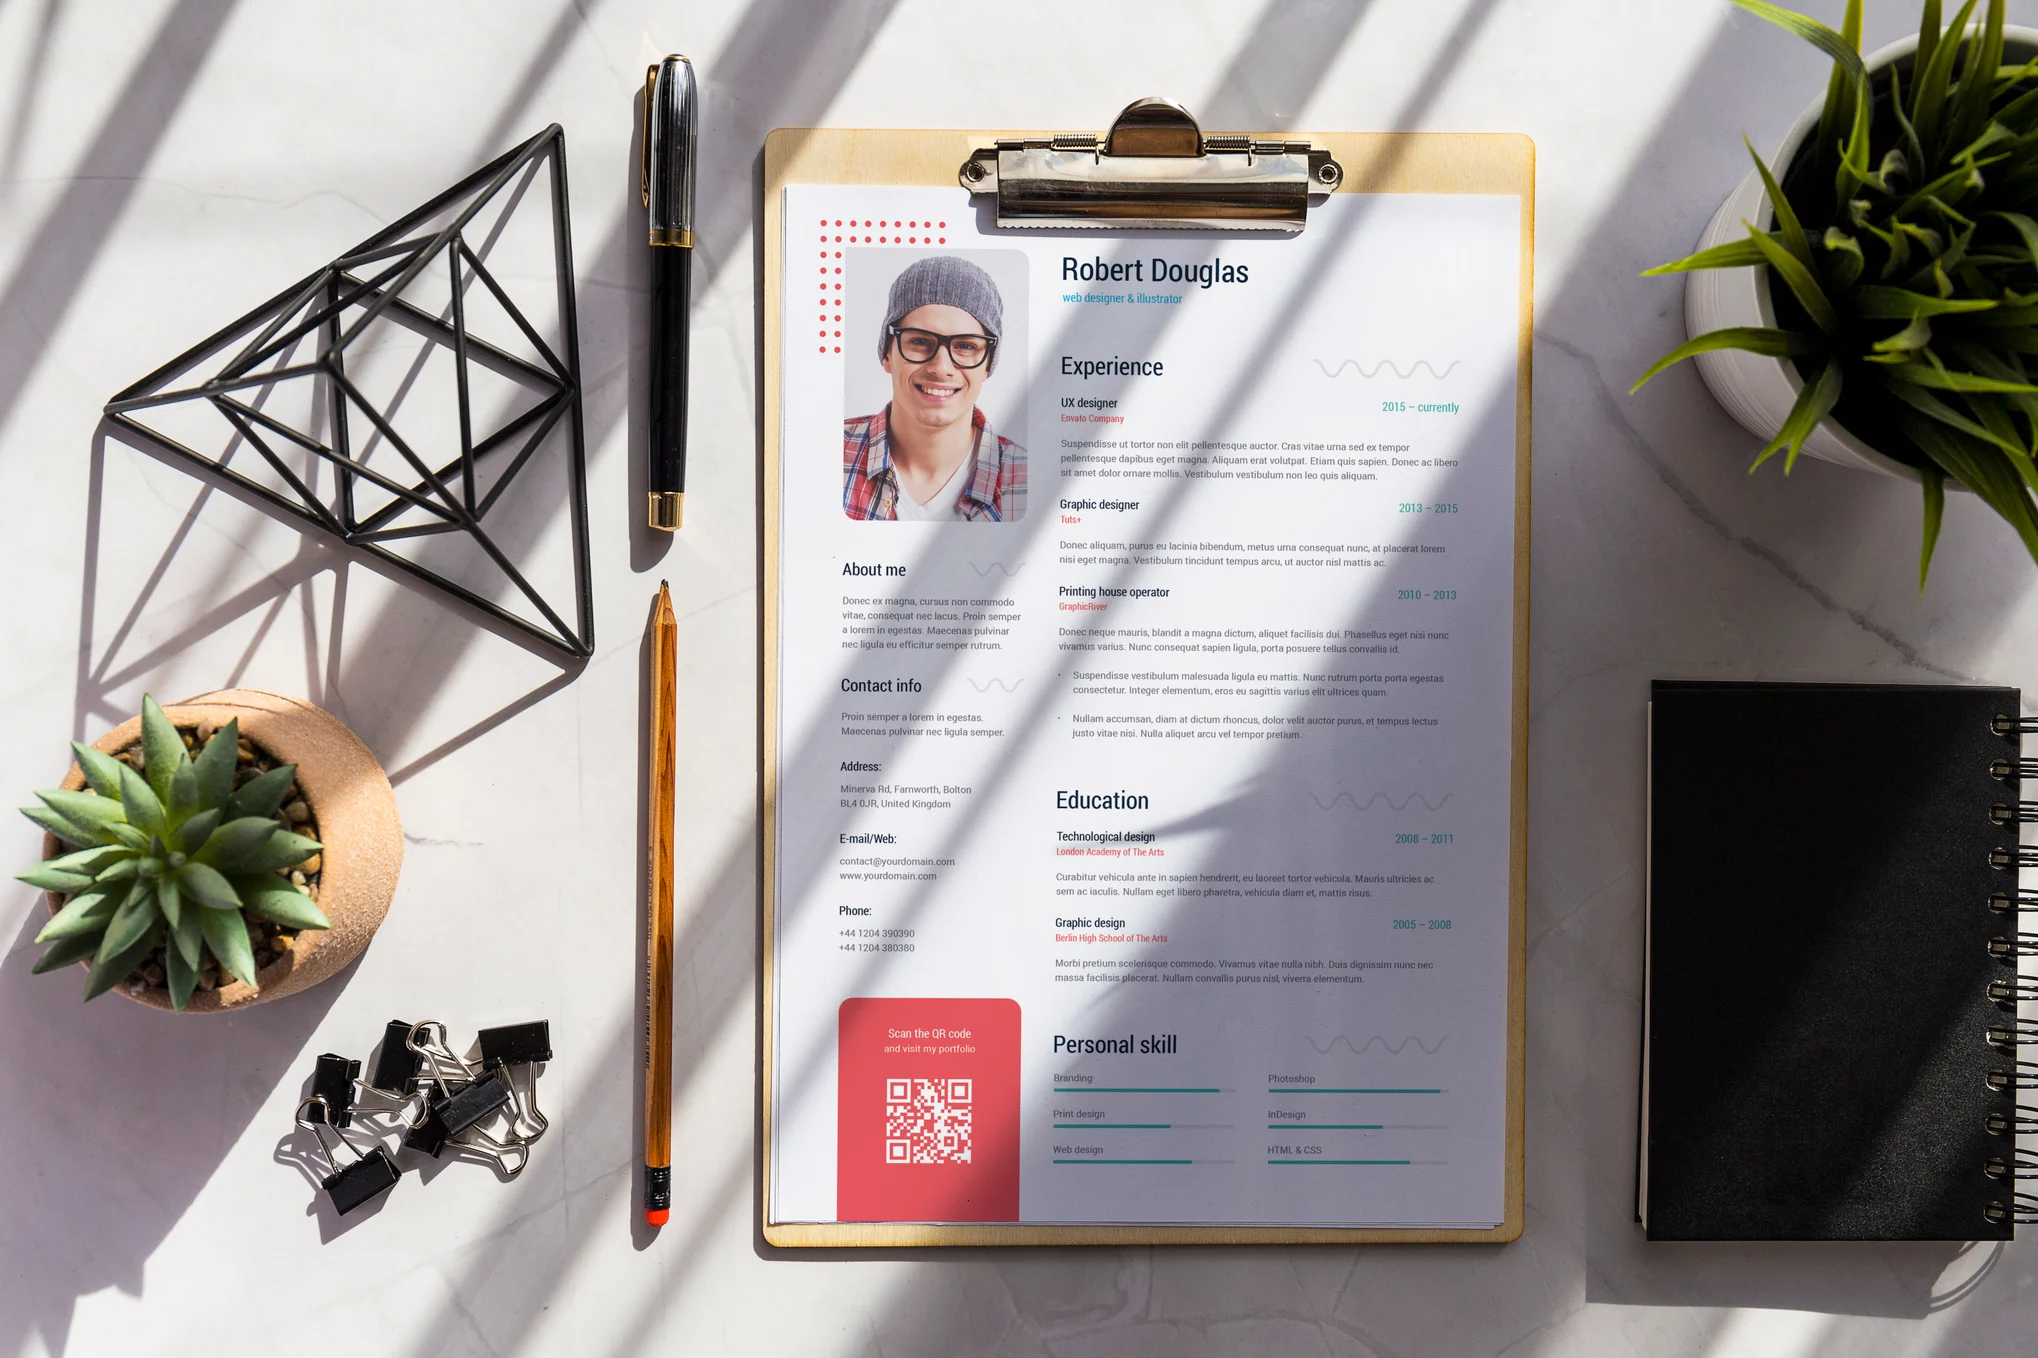 Robert Douglas
web designer & illustrator
Experience
UX designer
2015 – currently
Envato Company
Suspendisse ut tortor non elit pellentesque auctor. Cras vitae urna sed ex tempor
pellentesque dapibus eget magna. Aliquam erat volutpat. Etiam quis sapien. Donec ac libero
sit amet dolor ornare mollis. Vestibulum vestibulum non leo quis aliquam.
Graphic designer
2013 – 2015
Tuts+
Donec aliquam, purus eu lacinia bibendum, metus urna consequat nunc, at placerat lorem
nisi eget magna. Vestibulum tincidunt tempus arcu, ut auctor nisl mattis ac.
Printing house operator
2010 – 2013
GraphicRiver
Donec neque mauris, blandit a magna dictum, aliquet facilisis dui. Phasellus eget nisi nunc
vivamus varius. Nunc consequat sapien ligula, porta posuere tellus convallis id.
· Suspendisse vestibulum malesuada ligula eu mattis. Nunc rutrum porta porta egestas
consectetur. Integer elementum, eros eu sagittis varius elit ultrices quam.
· Nullam accumsan, diam at dictum rhoncus, dolor velit auctor purus, et tempus lectus
justo vitae nisi. Nulla aliquet arcu vel tempor pretium.
Education
Technological design
2008 – 2011
London Academy of The Arts
Curabitur vehicula ante in sapien hendrerit, eu laoreet tortor vehicula. Mauris ultricies ac
sem ac iaculis. Nullam eget libero pharetra, vehicula diam et, mattis risus.
Graphic design
2005 – 2008
Berlin High School of The Arts
Morbi pretium scelerisque commodo. Vivamus vitae nulla nibh. Duis dignissim nunc nec
massa facilisis placerat. Nullam convallis purus nisl, viverra elementum.
Personal skill
Branding
Photoshop
Print design
InDesign
Web design
HTML & CSS
About me
Donec ex magna, cursus non commodo
vitae, consequat nec lacus. Proin semper
a lorem in egestas. Maecenas pulvinar
nec ligula eu efficitur semper rutrum.
Contact info
Proin semper a lorem in egestas.
Maecenas pulvinar nec ligula semper.
Address:
Minerva Rd, Farnworth, Bolton
BL4 0JR, United Kingdom
E-mail/Web:
contact@yourdomain.com
www.yourdomain.com
Phone:
+44 1204 390390
+44 1204 380380
Scan the QR code
and visit my portfolio